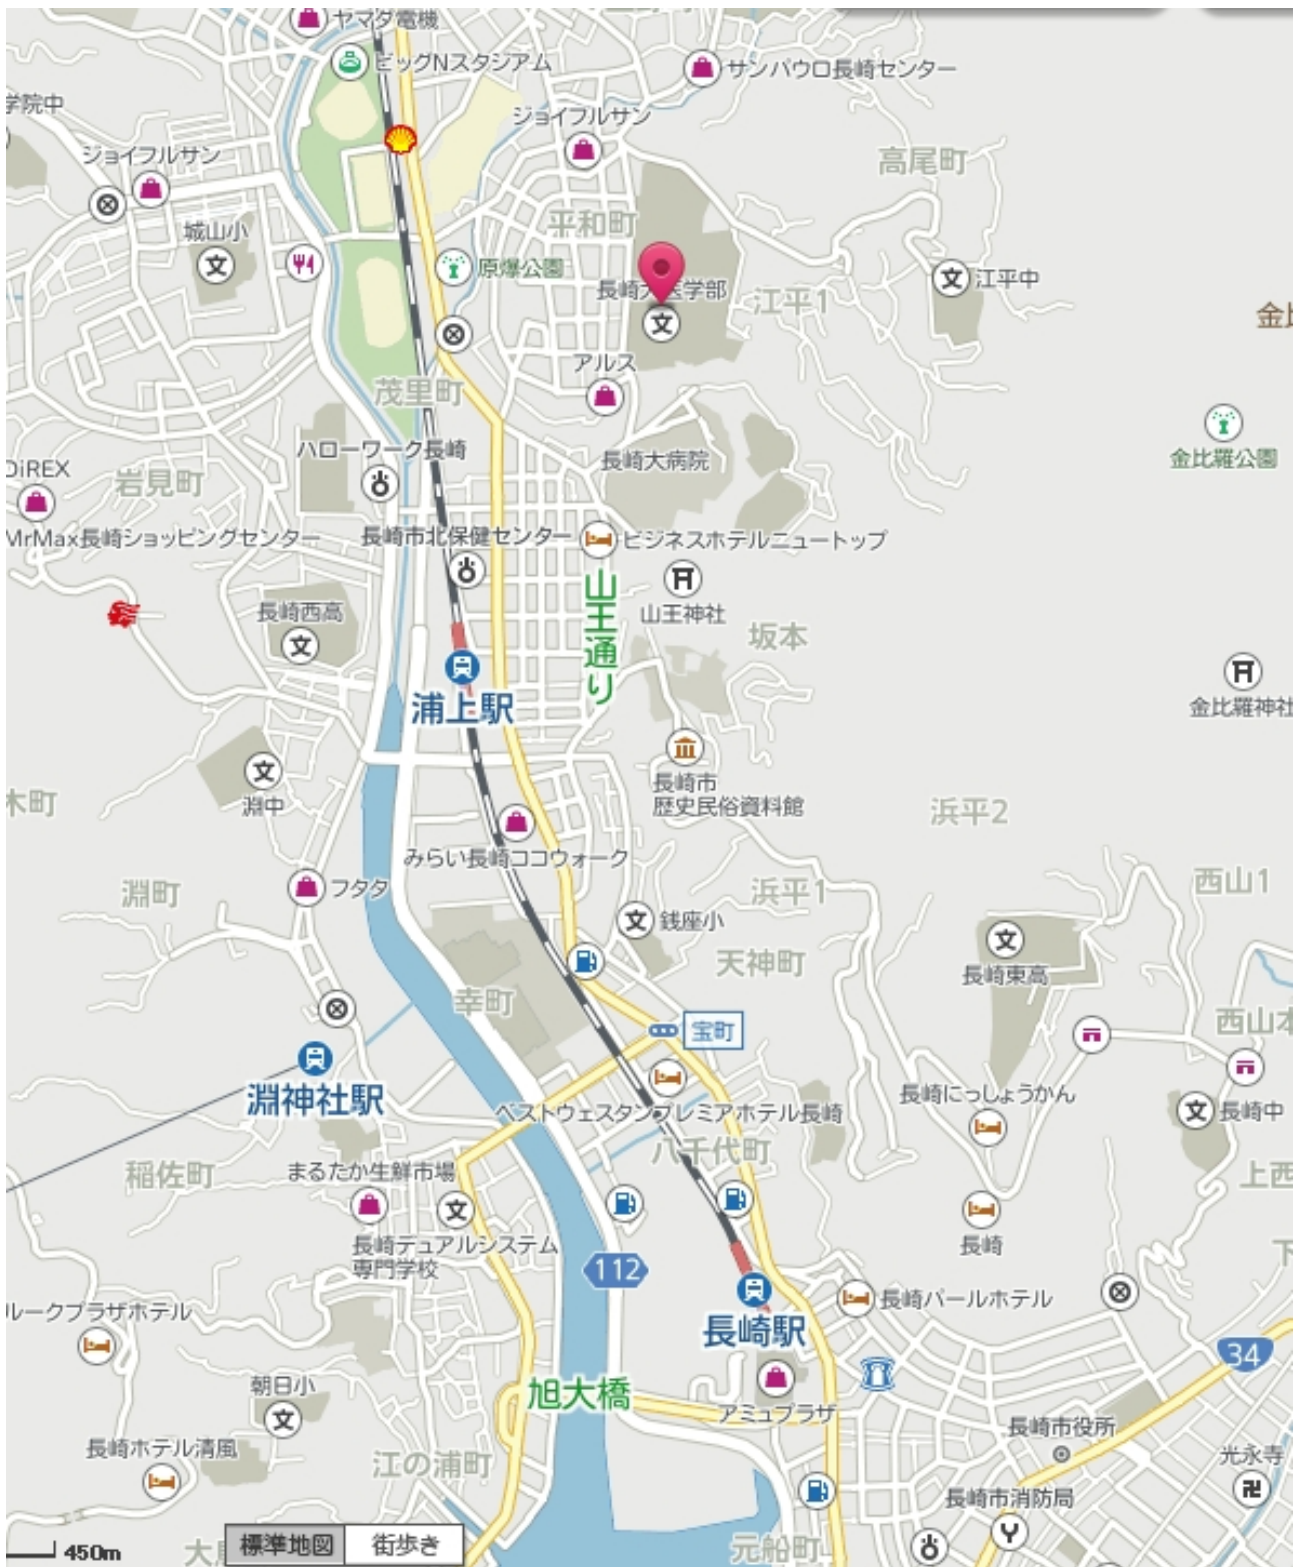 ヤマダ電機
ビッグNスタジアム
サンパウロ長崎センター
学院中
ジョイフルサン
ジョイフルサン
高尾町
城山小
平和町
原爆公園
長崎大医学部
江平1
江平中
アルス
茂里町
ハローワーク長崎
長崎大病院
金比羅公園
DiREX
岩見町
MrMax長崎ショッピングセンター
長崎市北保健センター
ビジネスホテルニュートップ
山王通り
山王神社
坂本
長崎西高
浦上駅
金比羅神社
長崎市
歴史民俗資料館
淵中
木町
浜平2
みらい長崎ココウォーク
フタタ
淵町
浜平1
西山1
銭座小
天神町
長崎東高
幸町
宝町
西山本
淵神社駅
ベストウェスタンプレミアホテル長崎
長崎にっしょうかん
長崎中
八千代町
稲佐町
まるたか生鮮市場
上西
長崎デュアルシステム
専門学校
長崎
112
ルークプラザホテル
長崎パールホテル
長崎駅
34
朝日小
旭大橋
アミュプラザ
長崎市役所
長崎ホテル清風
江の浦町
光永寺
長崎市消防局
元船町
450m
標準地図
街歩き